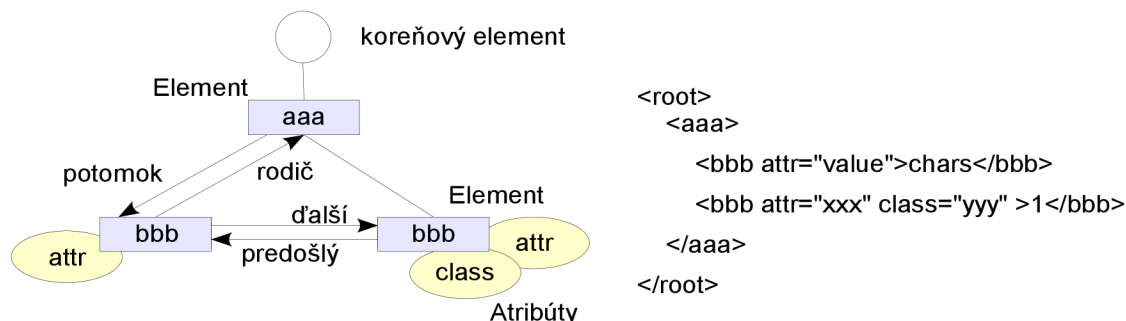 koreňový element
Element
aaa
potomok
rodič
Element
ďalší
bbb
bbb
predošlý
attr
attr
class
Atribúty
<root>
<aaa>
<bbb attr="value">chars</bbb>
<bbb attr="xxx" class="yyy" >1</bbb>
</aaa>
</root>